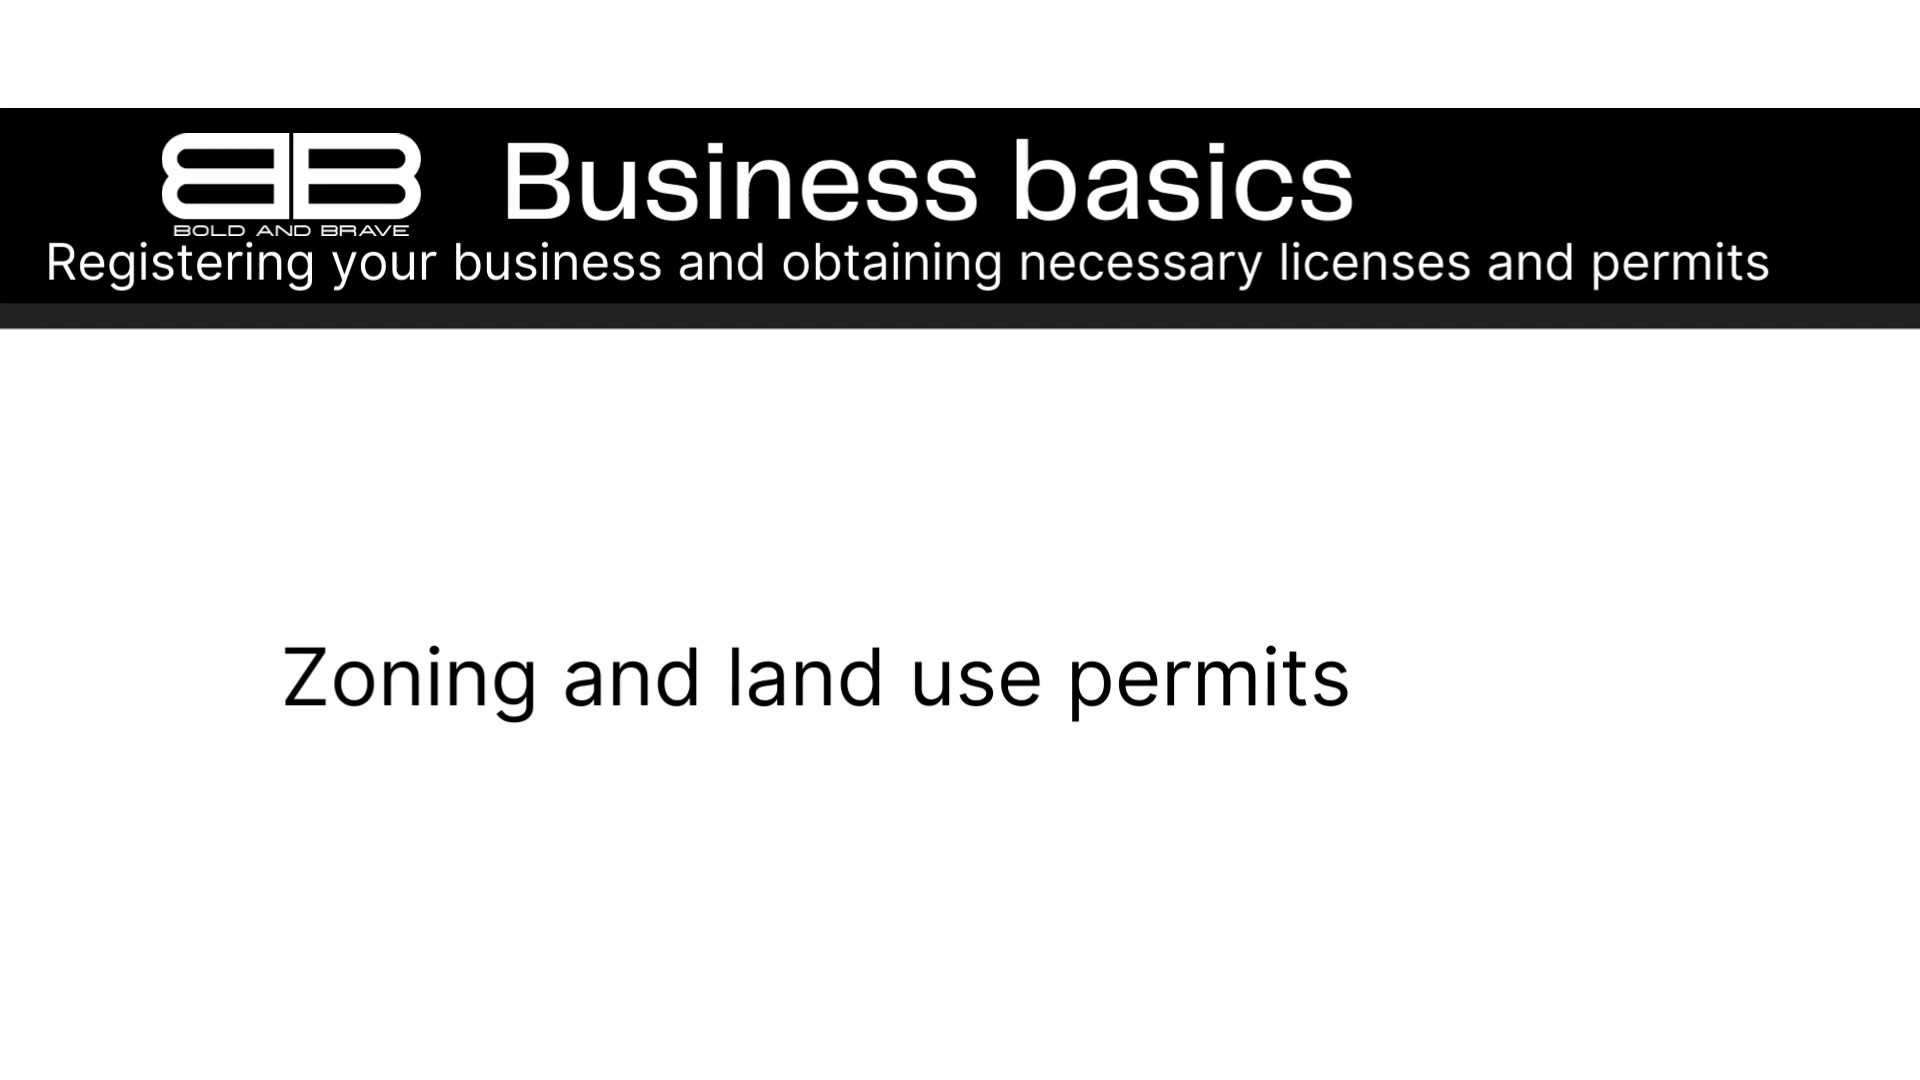 Business basics
BOLD AND BRAVE
Registering your business and obtaining necessary licenses and permits
Zoning and land use permits